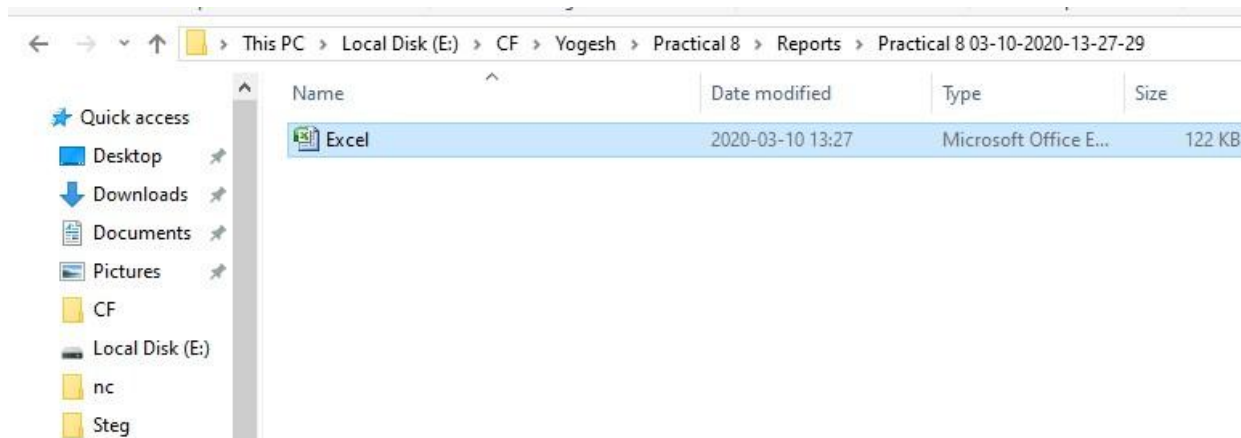 This PC > Local Disk (E:) > CF > Yogesh > Practical 8 > Reports > Practical 8 03-10-2020-13-27-29
Name Date modified Type Size
Quick access
Excel 2020-03-10 13:27 Microsoft Office E... 122 KB
Desktop
Downloads
Documents
Pictures
CF
Local Disk (E:)
nc
Steg